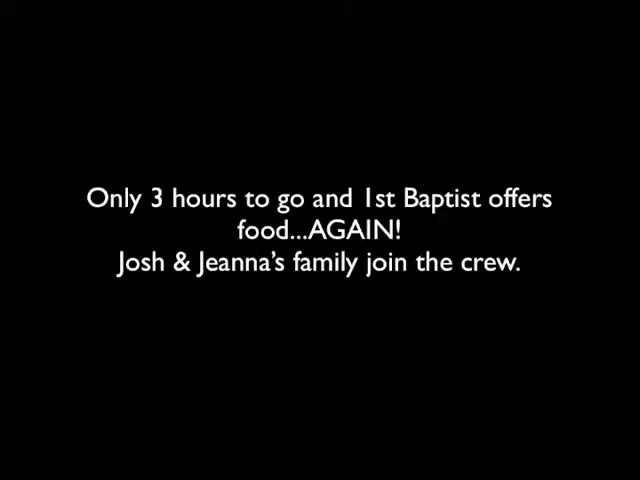 Only 3 hours to go and 1st Baptist offers
food...AGAIN!
Josh & Jeanna's family join the crew.